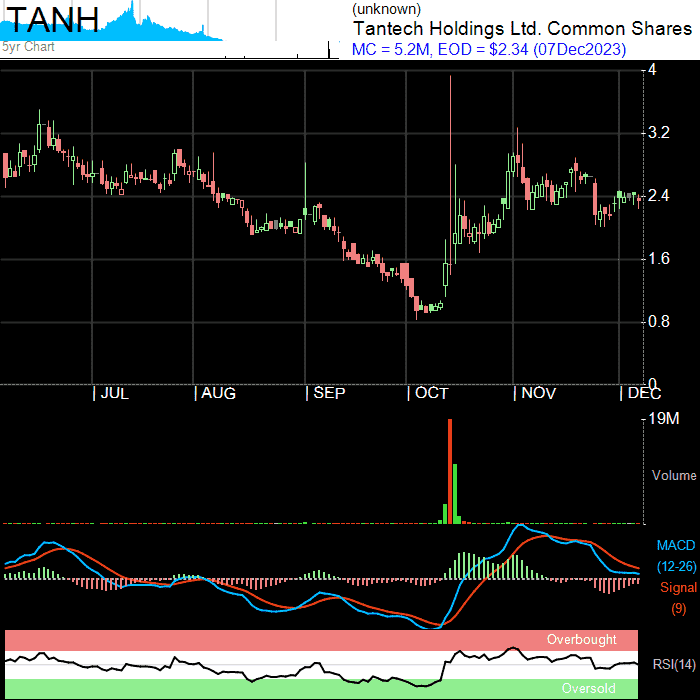 TANH
5yr Chart
(unknown)
Tantech Holdings Ltd. Common Shares
MC = 5.2M, EOD = $2.34 (07Dec2023)
4
3.2
2.4
1.6
0.8
0
| JUL | AUG | SEP | OCT | NOV | DEC
19M
Volume
MACD
(12-26)
Signal
(9)
Overbought
RSI(14)
Oversold